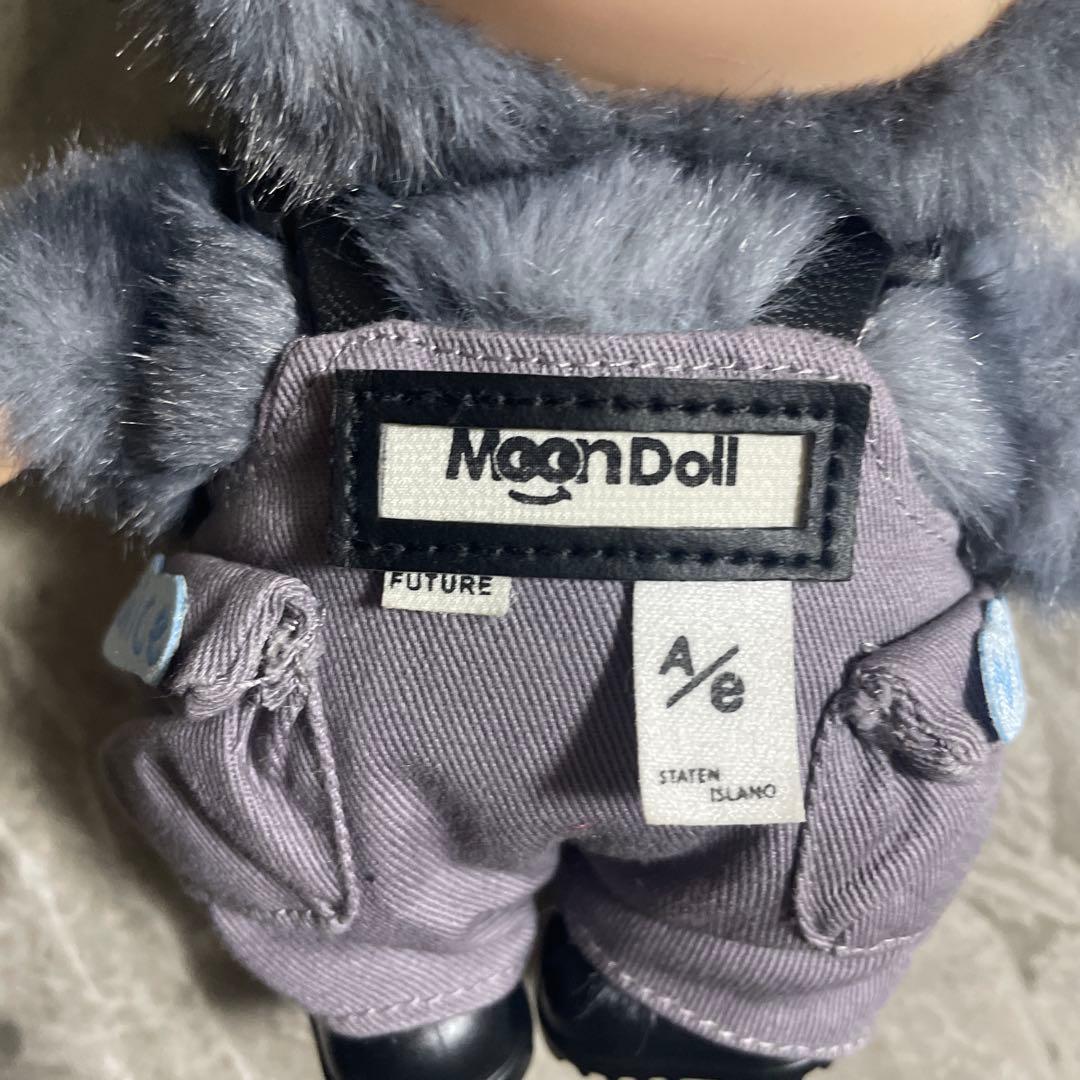 MoonDoll
FUTURE
A/e
STATEN
ISLAND